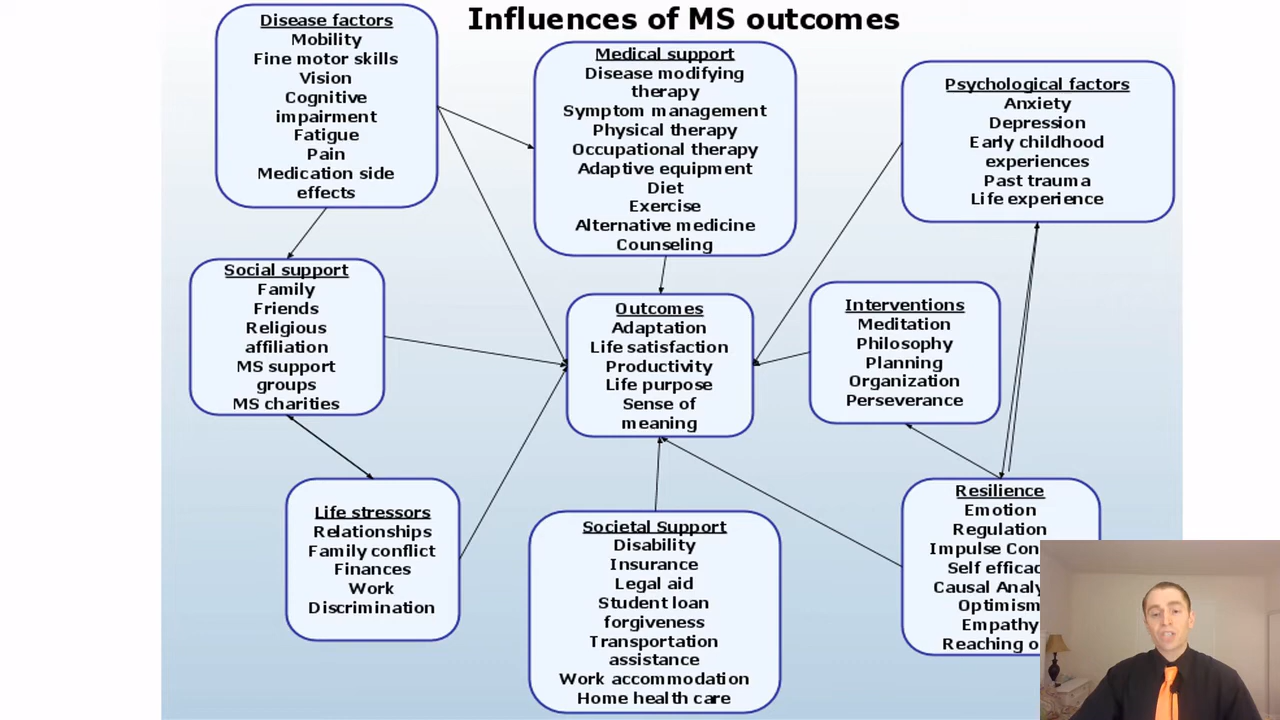 Influences of MS outcomes
Disease factors
Mobility
Fine motor skills
Vision
Cognitive
impairment
Fatigue
Pain
Medication side
effects
Medical support
Disease modifying
therapy
Symptom management
Physical therapy
Occupational therapy
Adaptive equipment
Diet
Exercise
Alternative medicine
Counseling
Psychological factors
Anxiety
Depression
Early childhood
experiences
Past trauma
Life experience
Social support
Family
Friends
Religious
affiliation
MS support
groups
MS charities
Outcomes
Adaptation
Life satisfaction
Productivity
Life purpose
Sense of
meaning
Interventions
Meditation
Philosophy
Planning
Organization
Perseverance
Life stressors
Relationships
Family conflict
Finances
Work
Discrimination
Societal Support
Disability
Insurance
Legal aid
Student loan
forgiveness
Transportation
assistance
Work accommodation
Home health care
Resilience
Emotion
Regulation
Impulse
Self
Causal
Optimism
Empathy
Reaching